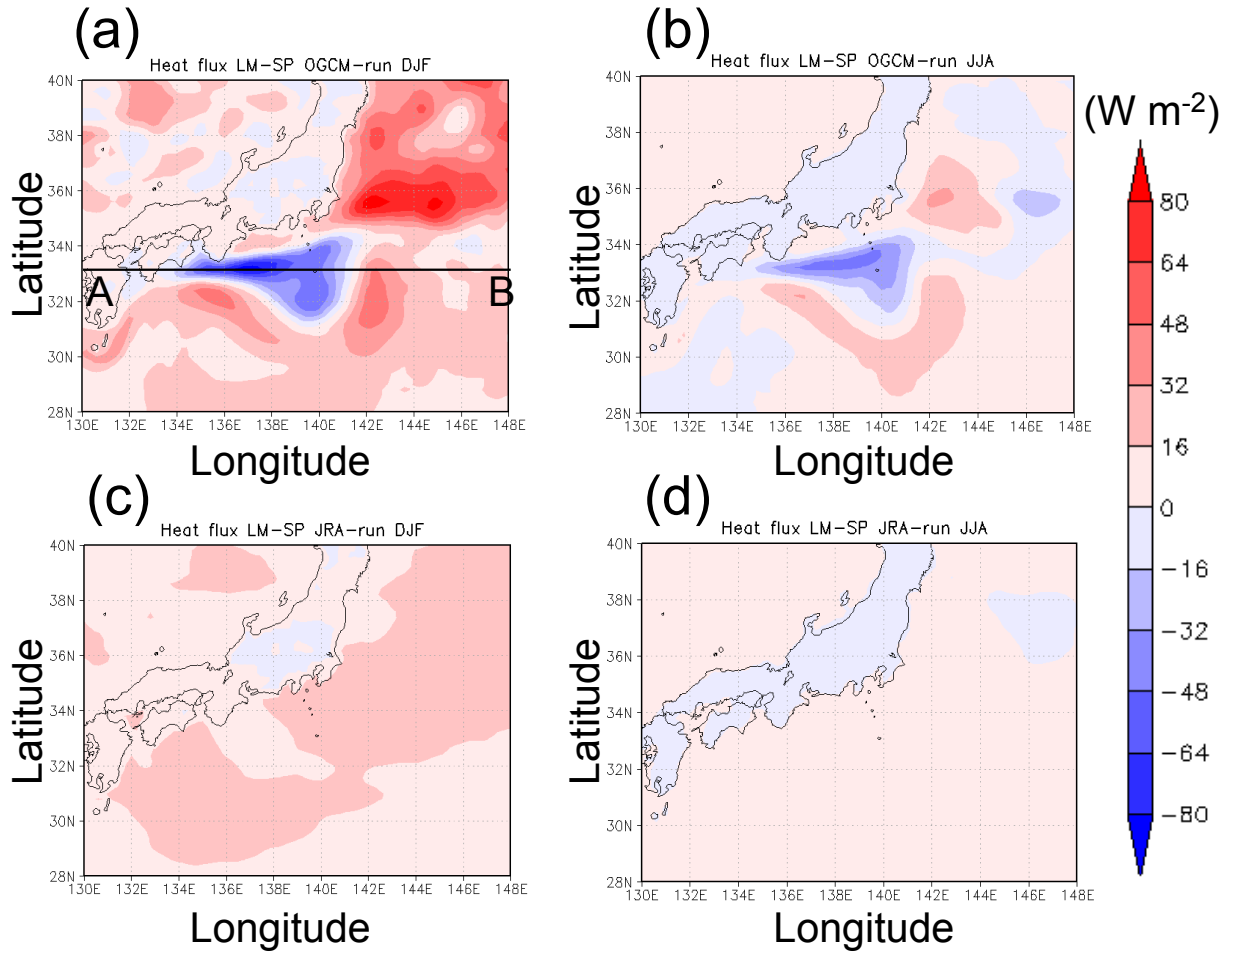 (a)
Heat flux LM-SP OGCM-run DJF
40N
38N
36N
34N
32N
30N
28N
130E 132E 134E 136E 138E 140E 142E 144E 146E 148E
Latitude
Longitude
A
B
(b)
Heat flux LM-SP OGCM-run JJA
40N
38N
36N
34N
32N
30N
28N
130E 132E 134E 136E 138E 140E 142E 144E 146E 148E
Latitude
Longitude
(W m-2)
80
64
48
32
16
0
-16
-32
-48
-64
-80
(c)
Heat flux LM-SP JRA-run DJF
40N
38N
36N
34N
32N
30N
28N
130E 132E 134E 136E 138E 140E 142E 144E 146E 148E
Latitude
Longitude
(d)
Heat flux LM-SP JRA-run JJA
40N
38N
36N
34N
32N
30N
28N
130E 132E 134E 136E 138E 140E 142E 144E 146E 148E
Latitude
Longitude